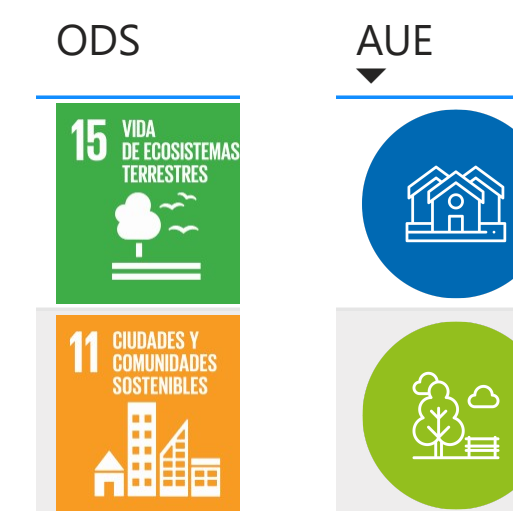 ODS
AUE
15
VIDA
DE ECOSISTEMAS
TERRESTRES
11
CIUDADES Y
COMUNIDADES
SOSTENIBLES